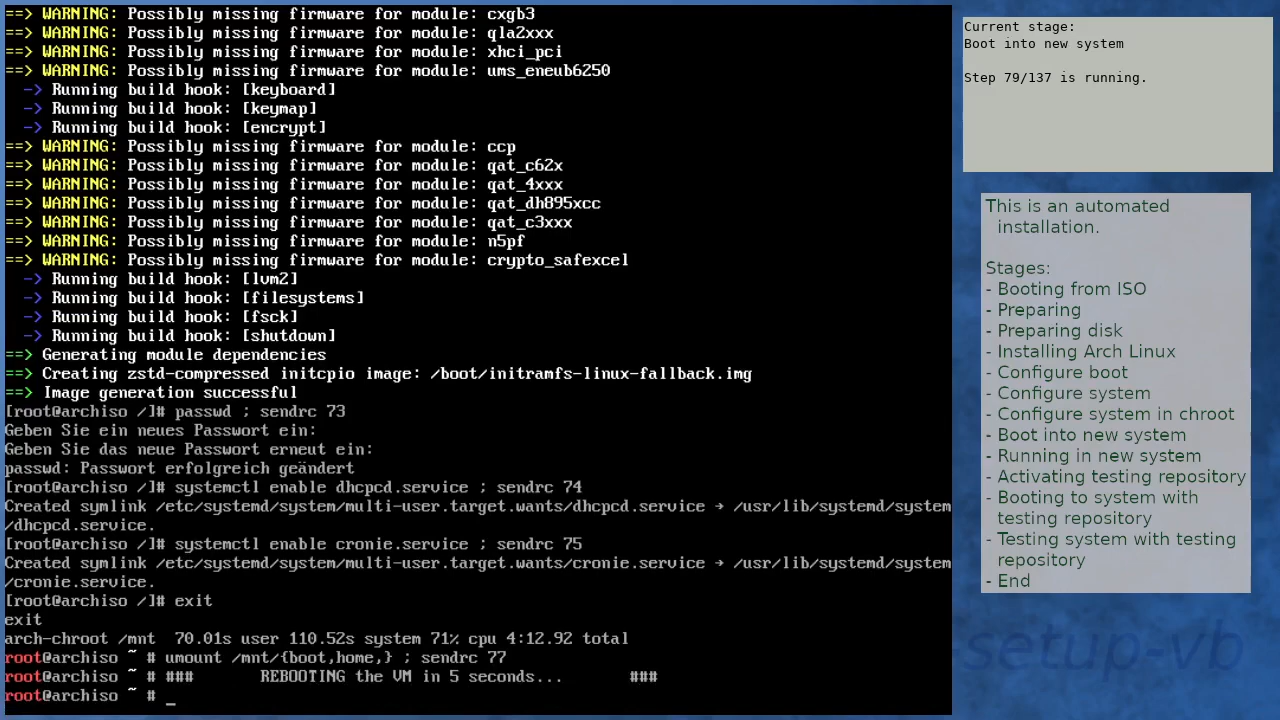 ==> WARNING: Possibly missing firmware for module: cxgb3
==> WARNING: Possibly missing firmware for module: qla2xxx
==> WARNING: Possibly missing firmware for module: xhci_pci
==> WARNING: Possibly missing firmware for module: ums_eneub6250
-> Running build hook: [keyboard]
-> Running build hook: [keymap]
-> Running build hook: [encrypt]
==> WARNING: Possibly missing firmware for module: ccp
==> WARNING: Possibly missing firmware for module: qat_c62x
==> WARNING: Possibly missing firmware for module: qat_4xxx
==> WARNING: Possibly missing firmware for module: qat_dh895xcc
==> WARNING: Possibly missing firmware for module: qat_c3xxx
==> WARNING: Possibly missing firmware for module: n5pf
==> WARNING: Possibly missing firmware for module: crypto_safexcel
-> Running build hook: [lvm2]
-> Running build hook: [filesystems]
-> Running build hook: [fsck]
-> Running build hook: [shutdown]
==> Generating module dependencies
==> Creating zstd-compressed initcpio image: /boot/initramfs-linux-fallback.img
==> Image generation successful
[root@archiso /]# passwd ; sendrc 73
Geben Sie ein neues Passwort ein:
Geben Sie das neue Passwort erneut ein:
passwd: Passwort erfolgreich geändert
[root@archiso /]# systemctl enable dhcpcd.service ; sendrc 74
Created symlink /etc/systemd/system/multi-user.target.wants/dhcpcd.service → /usr/lib/systemd/system
/dhcpcd.service.
[root@archiso /]# systemctl enable cronie.service ; sendrc 75
Created symlink /etc/systemd/system/multi-user.target.wants/cronie.service → /usr/lib/systemd/system
/cronie.service.
[root@archiso /]# exit
exit
arch-chroot /mnt  70.01s user 110.52s system 71% cpu 4:12.92 total
root@archiso ~ # umount /mnt/{boot,home,} ; sendrc 77
root@archiso ~ # ###       REBOOTING the VM in 5 seconds...       ###
root@archiso ~ # _
Current stage:
Boot into new system
Step 79/137 is running.
This is an automated
installation.
Stages:
- Booting from ISO
- Preparing
- Preparing disk
- Installing Arch Linux
- Configure boot
- Configure system
- Configure system in chroot
- Boot into new system
- Running in new system
- Activating testing repository
- Booting to system with
testing repository
- Testing system with testing
repository
- End
-setup-vb